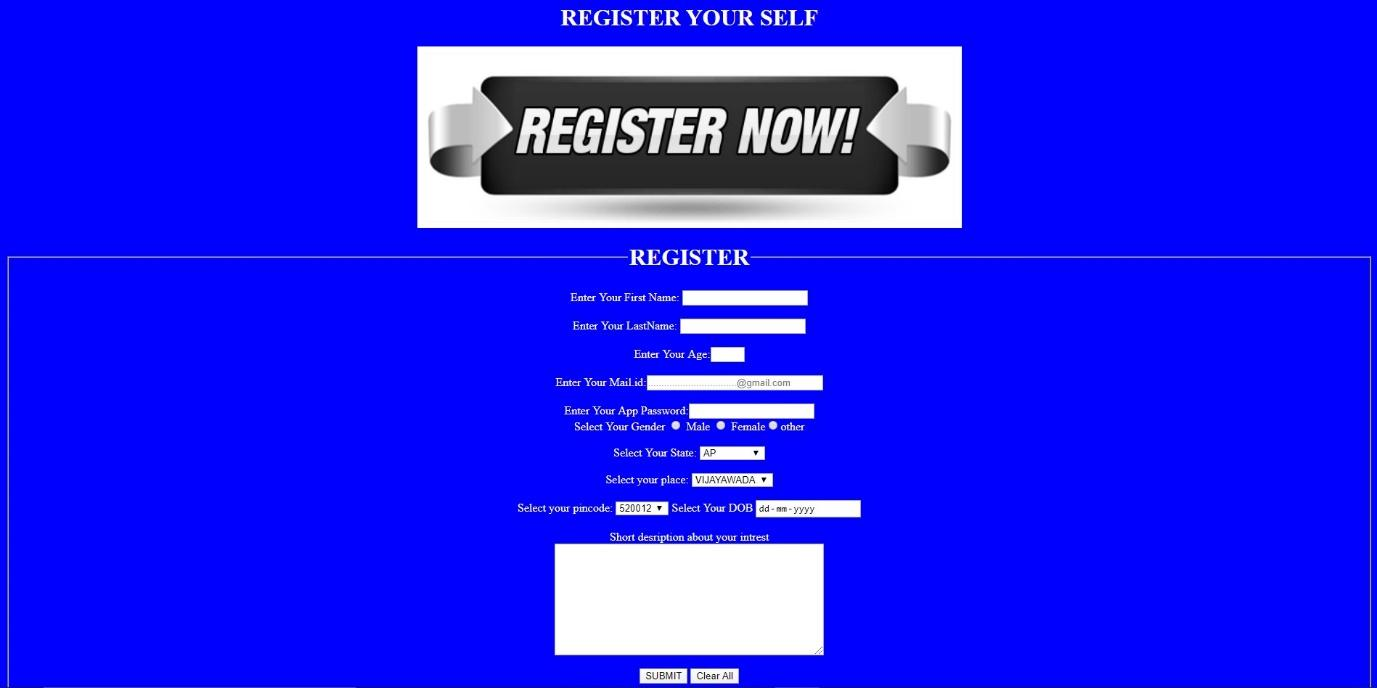 REGISTER YOUR SELF
REGISTER NOW!
REGISTER
Enter Your First Name:
Enter Your LastName:
Enter Your Age:
Enter Your Mail.id:................................@gmail.com
Enter Your App Password:
Select Your Gender Male Female other
Select Your State: AP
Select your place: VIJAYAWADA
Select your pincode: 520012 Select Your DOB dd-mm-yyyy
Short desription about your intrest
SUBMIT Clear All